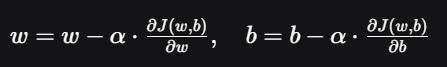 w = w − α · ∂J(w,b)/∂w, b = b − α · ∂J(w,b)/∂b